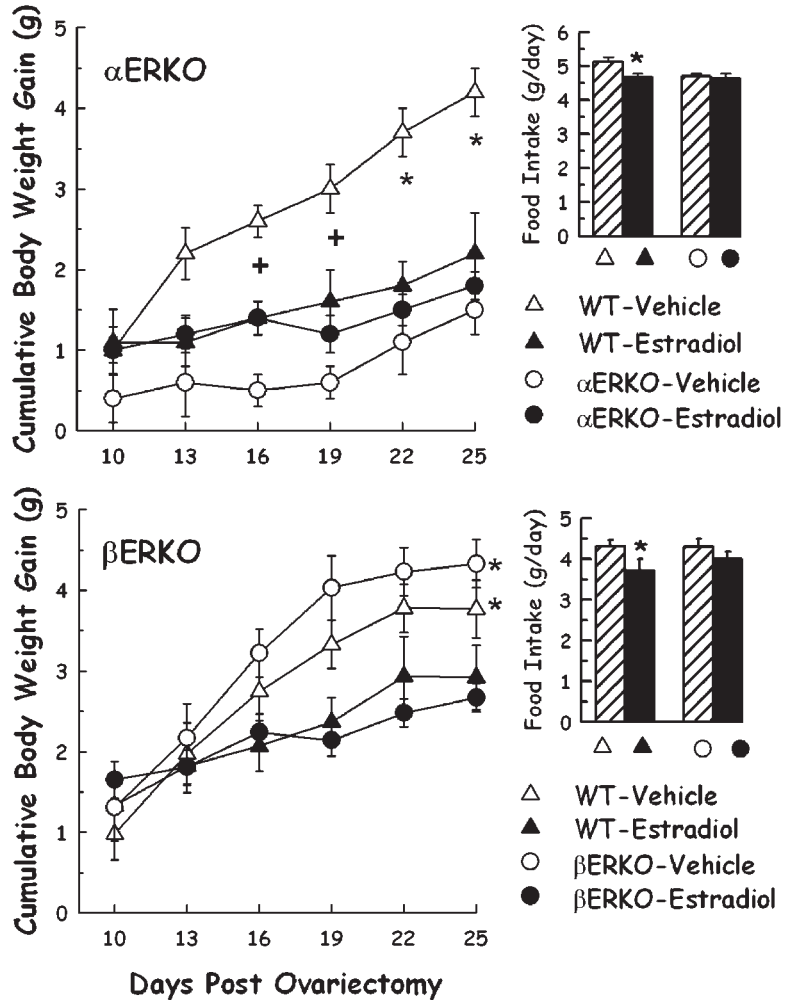 Cumulative Body Weight Gain (g)
5
4
3
2
1
0
αERKO
*
*
+
+
10 13 16 19 22 25
Food Intake (g/day)
6
5
4
3
2
1
0
*
WT-Vehicle
WT-Estradiol
αERKO-Vehicle
αERKO-Estradiol
Cumulative Body Weight Gain (g)
5
4
3
2
1
0
βERKO
*
*
10 13 16 19 22 25
Days Post Ovariectomy
Food Intake (g/day)
5
4
3
2
1
0
*
WT-Vehicle
WT-Estradiol
βERKO-Vehicle
βERKO-Estradiol